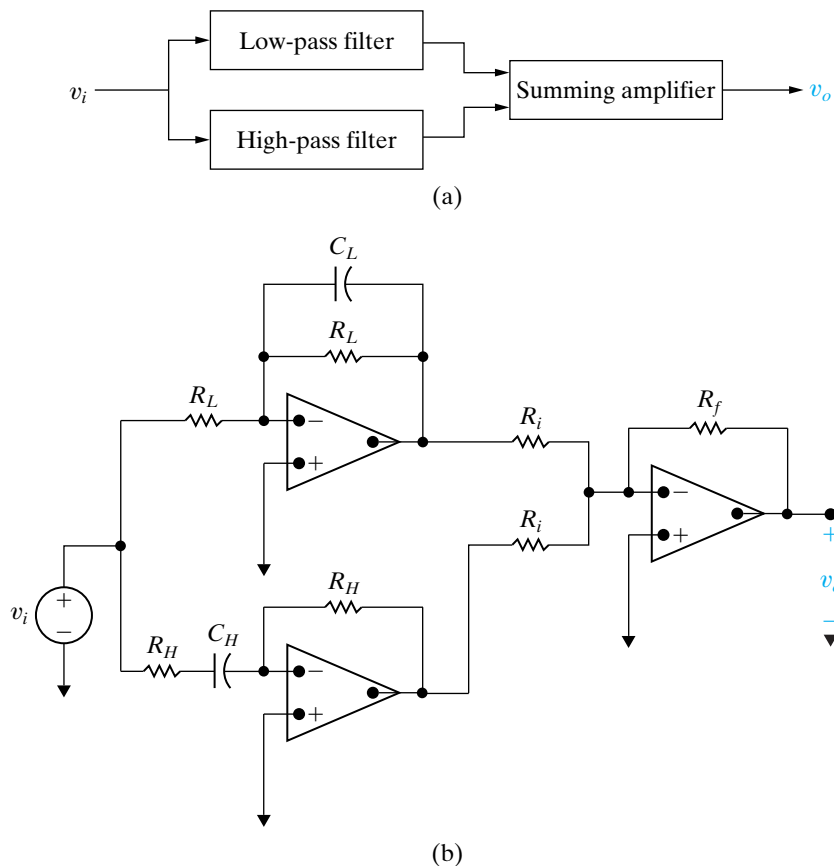 Low-pass filter
v_i
Summing amplifier
v_o
High-pass filter
(a)
C_L
R_L
R_L
R_i
R_f
−
+
−
+
R_i
+
v_i
+
−
R_H
−
R_H
C_H
−
+
(b)